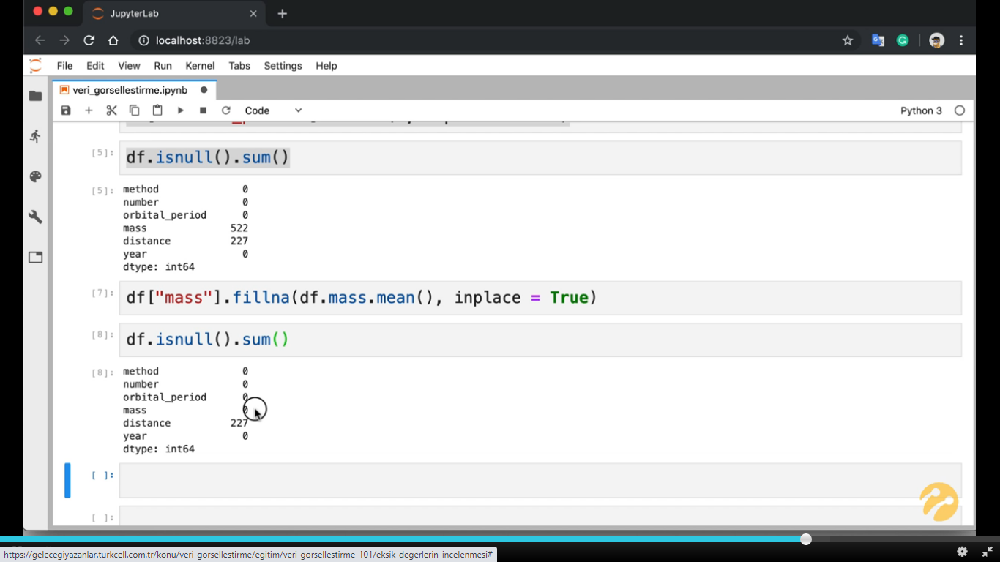 JupyterLab
localhost:8823/lab
File Edit View Run Kernel Tabs Settings Help
veri_gorsellestirme.ipynb
Code
Python 3
[5]: df.isnull().sum()
[5]: method 0
number 0
orbital_period 0
mass 522
distance 227
year 0
dtype: int64
[7]: df["mass"].fillna(df.mass.mean(), inplace = True)
[8]: df.isnull().sum()
[8]: method 0
number 0
orbital_period 0
mass 0
distance 227
year 0
dtype: int64
[ ]:
[ ]:
https://gelecegiyazanlar.turkcell.com.tr/konu/veri-gorsellestirme/egitim/veri-gorsellestirme-101/eksik-degerlerin-incelenmesi#